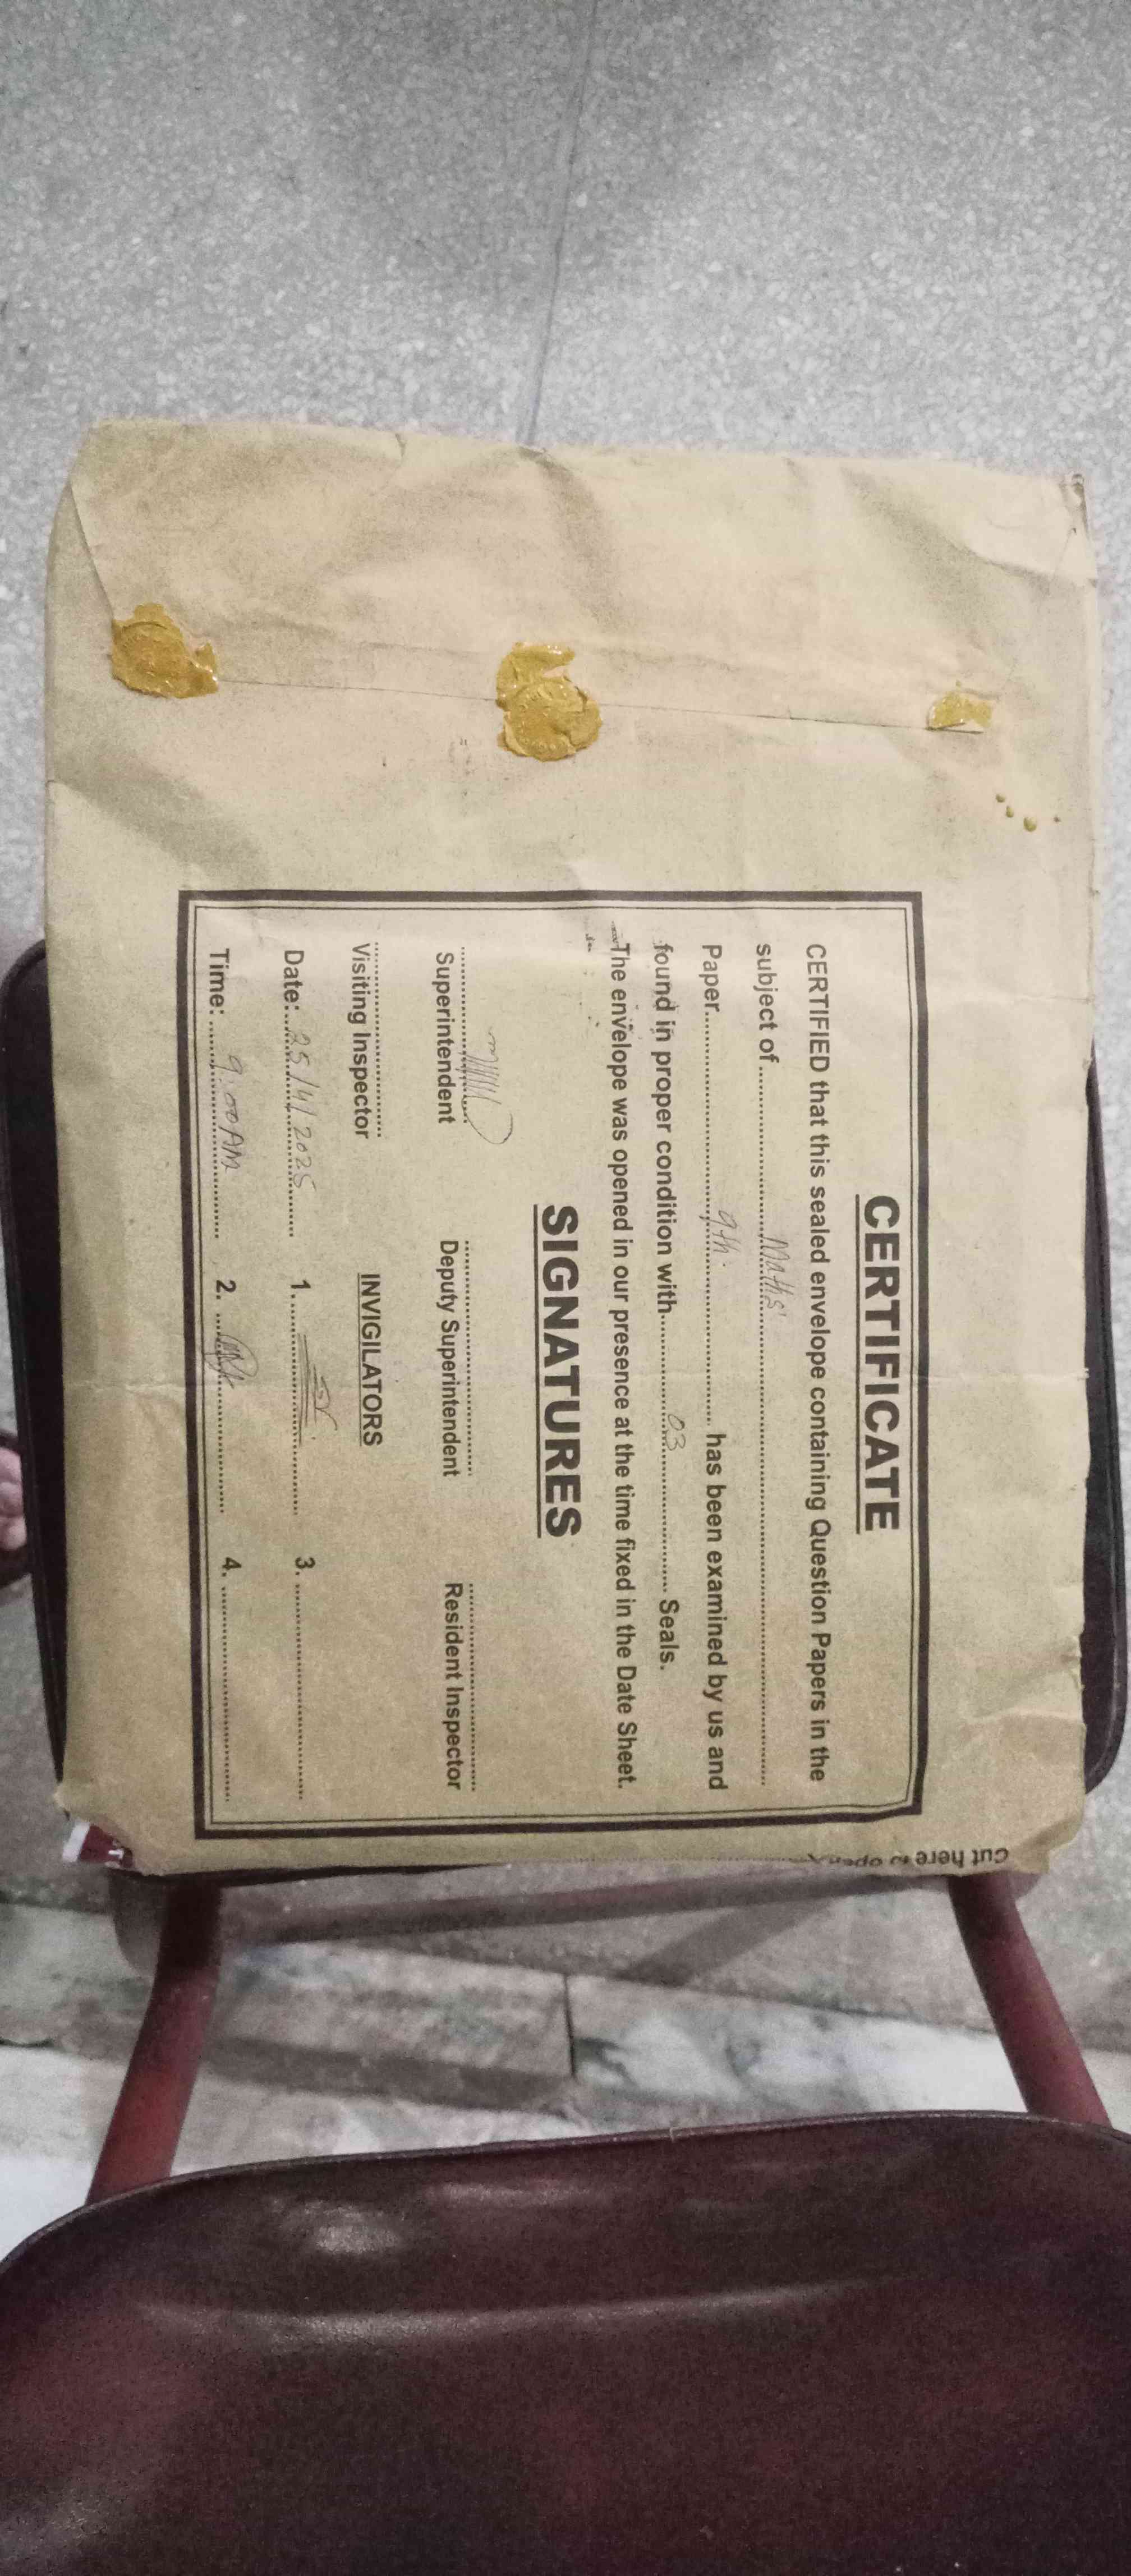 CERTIFICATE
CERTIFIED that this sealed envelope containing Question Papers in the
subject of Maths
Paper 9th. has been examined by us and
found in proper condition with 03 Seals.
The envelope was opened in our presence at the time fixed in the Date Sheet.
SIGNATURES
Superintendent Deputy Superintendent Resident Inspector
Visiting Inspector INVIGILATORS
Date: 25/4/2025 1. 3.
Time: 9:00 AM 2. 4.
Cut here to open